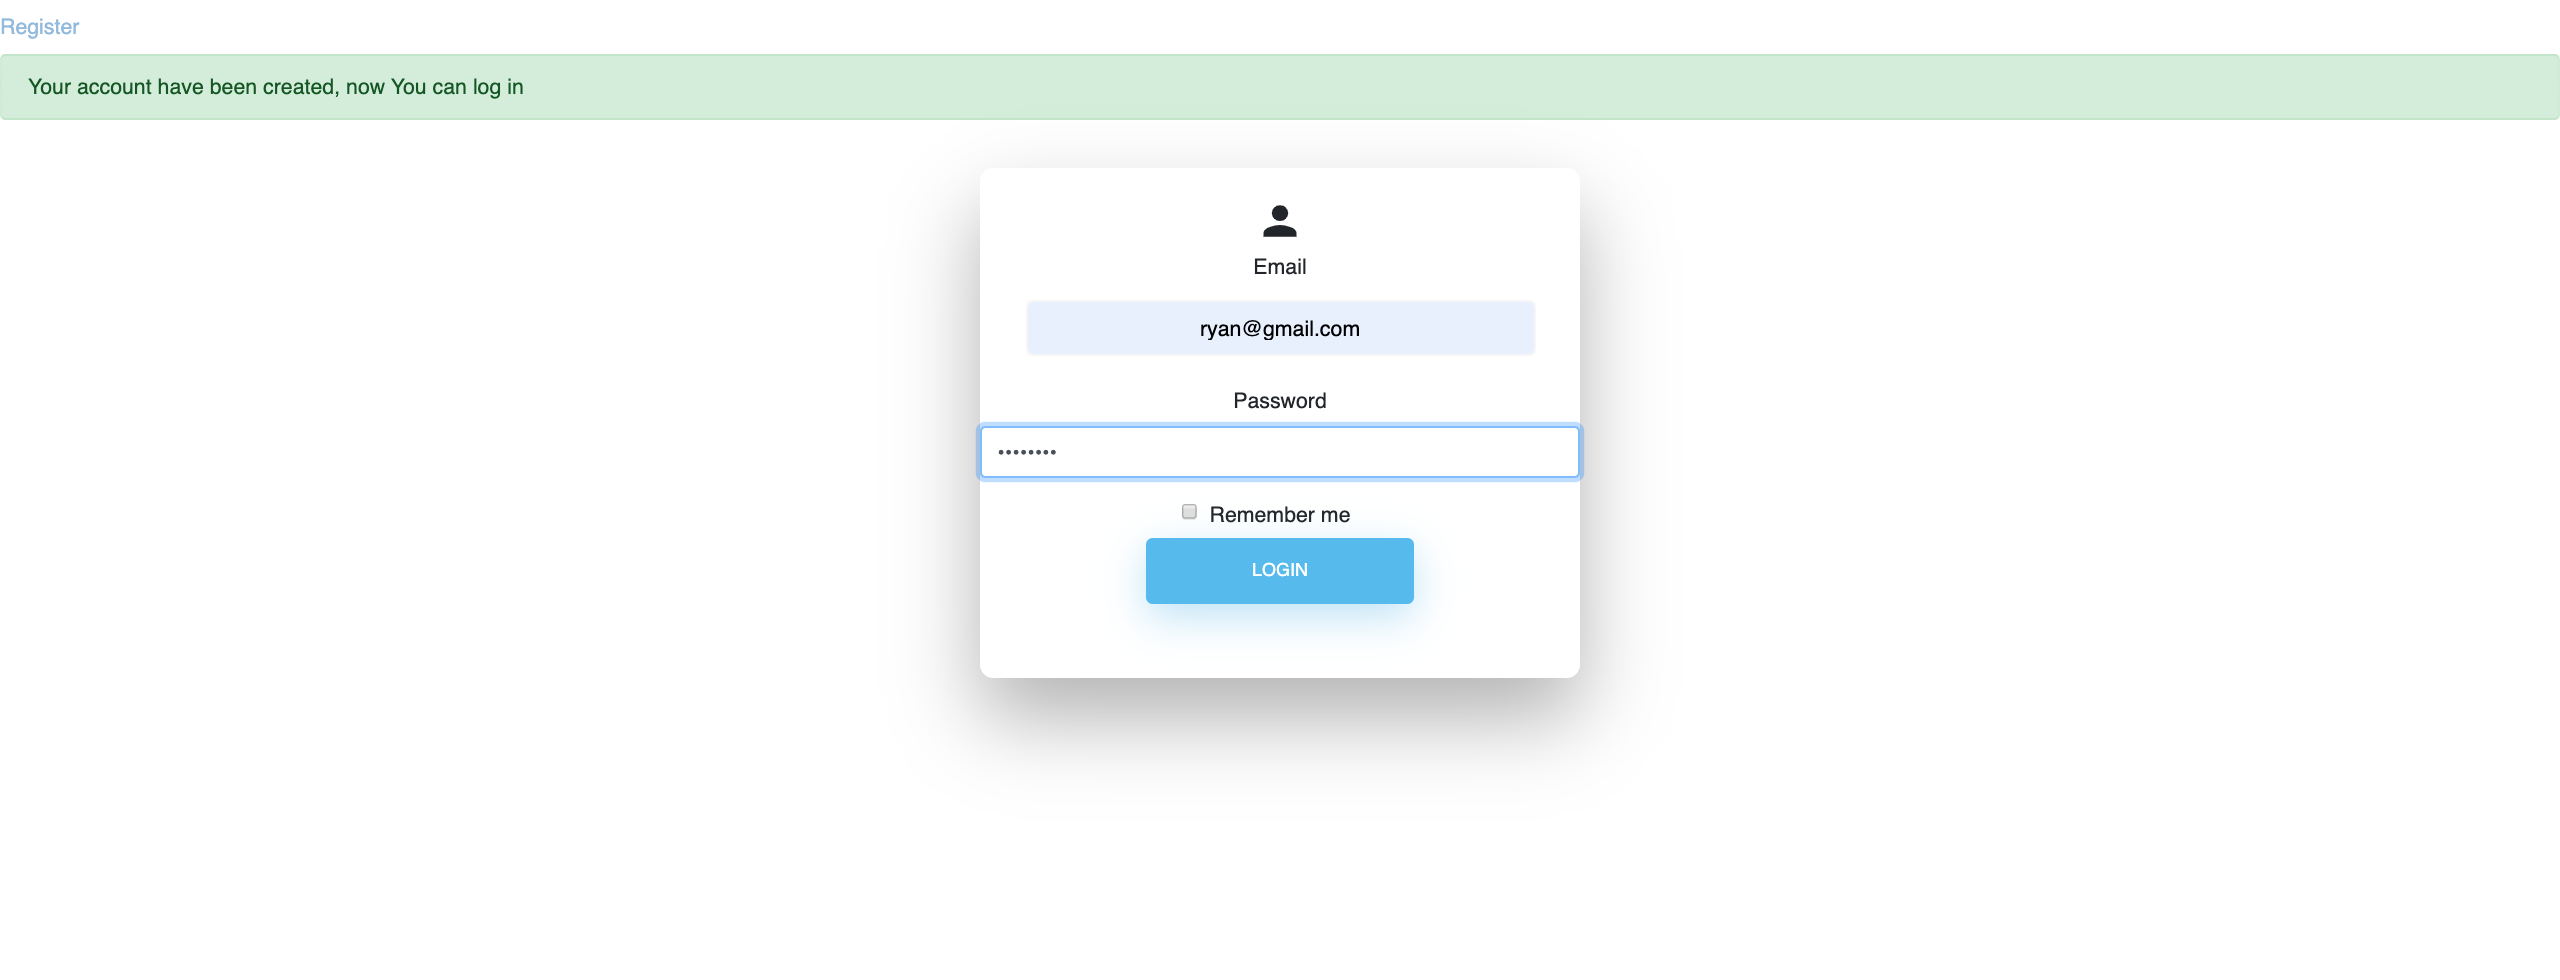 Register
Your account have been created, now You can log in
Email
ryan@gmail.com
Password
••••••••
Remember me
LOGIN